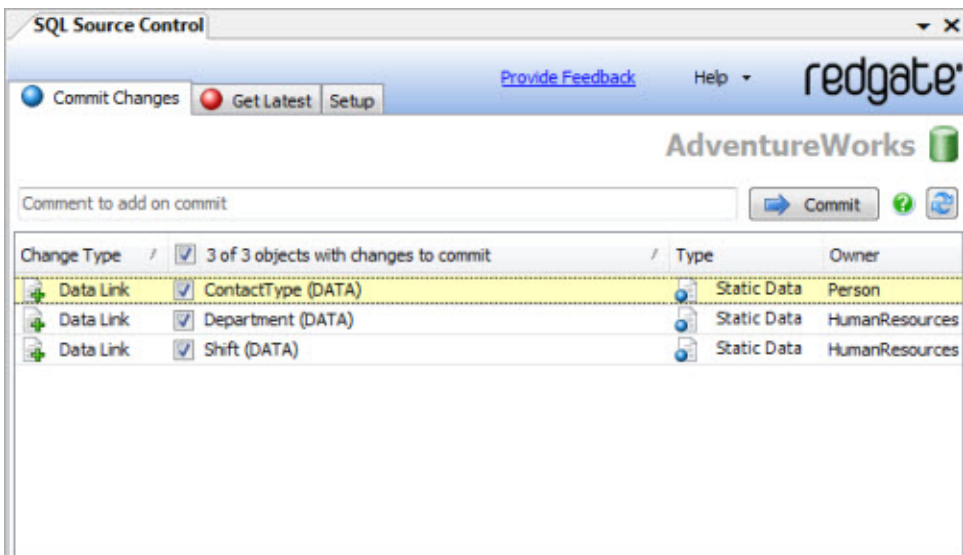 SQL Source Control
Provide Feedback Help redgate
Commit Changes Get Latest Setup
AdventureWorks
Comment to add on commit Commit ?
Change Type / 3 of 3 objects with changes to commit / Type Owner
Data Link ContactType (DATA) Static Data Person
Data Link Department (DATA) Static Data HumanResources
Data Link Shift (DATA) Static Data HumanResources